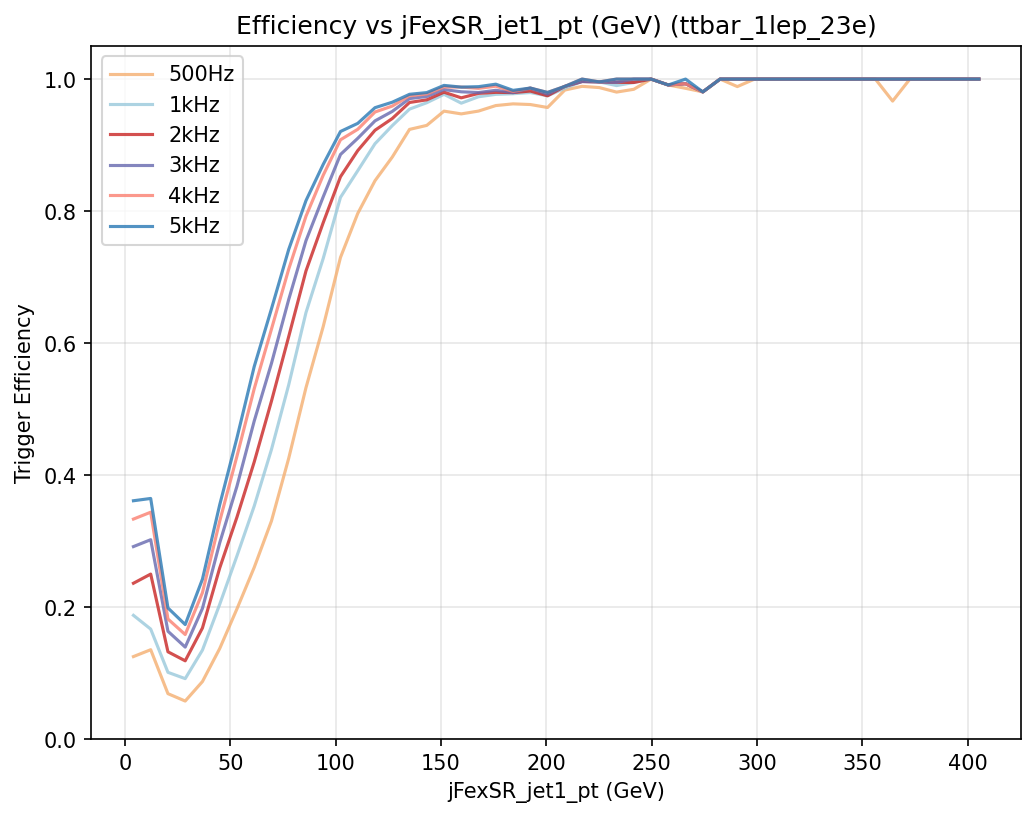 Efficiency vs jFexSR_jet1_pt (GeV) (ttbar_1lep_23e)
500Hz
1kHz
2kHz
3kHz
4kHz
5kHz
Trigger Efficiency
1.0
0.8
0.6
0.4
0.2
0.0
0 50 100 150 200 250 300 350 400
jFexSR_jet1_pt (GeV)